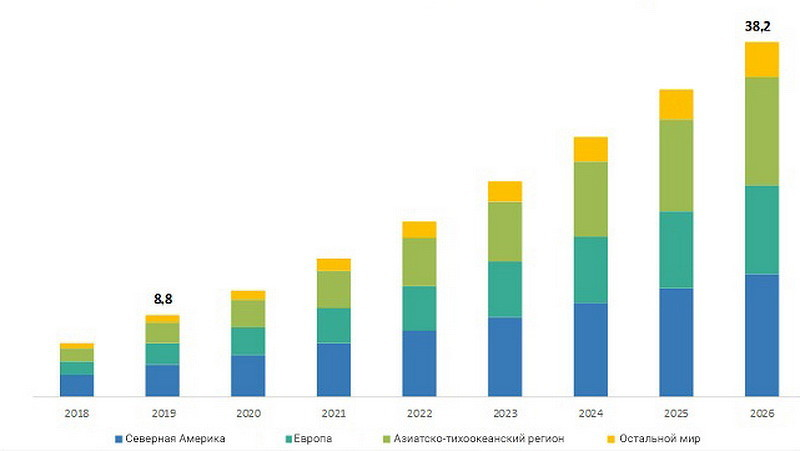 38,2
8,8
2018 2019 2020 2021 2022 2023 2024 2025 2026
Северная Америка Европа Азиатско-тихоокеанский регион Остальной мир